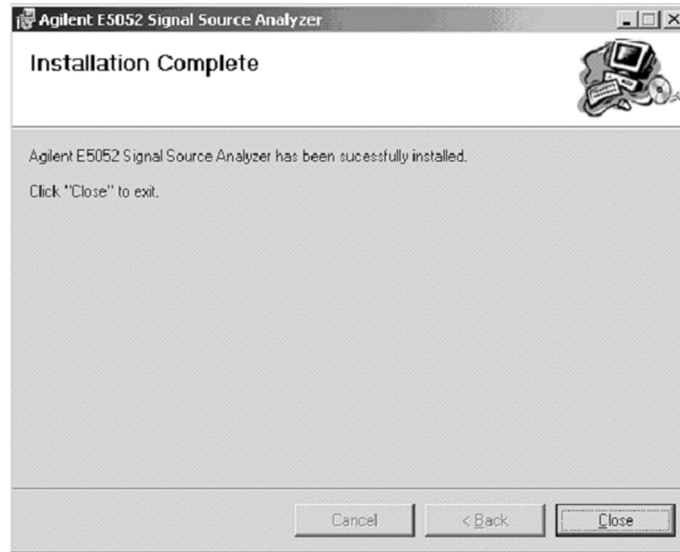 Agilent E5052 Signal Source Analyzer
Installation Complete
Agilent E5052 Signal Source Analyzer has been sucessfully installed.
Click "Close" to exit.
Cancel
< Back
Close